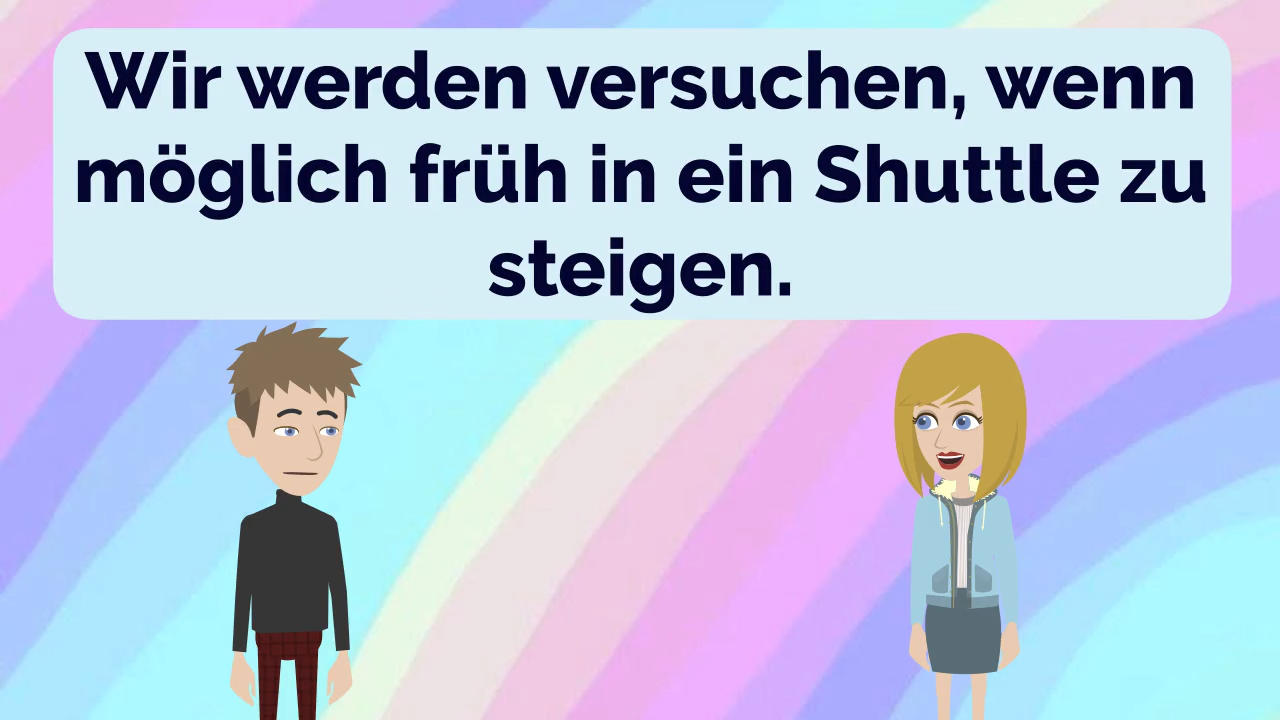 Wir werden versuchen, wenn
möglich früh in ein Shuttle zu
steigen.